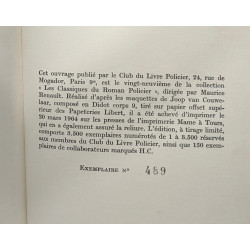 Cet ouvrage publié par le Club du Livre Policier, 24, rue de
Mogador, Paris 9e, est le vingt-neuvième de la collection
« Les Classiques du Roman Policier », dirigée par Maurice
Renault. Réalisé d'après les maquettes de Joop van Couwe-
laar, composé en Didot corps 9, tiré sur papier offset supé-
rieur des Papeteries Libert, il a été achevé d'imprimer le
20 mars 1964 sur les presses de l'imprimerie Mame à Tours,
qui en a également assuré la reliure. L'édition, à tirage limité,
comporte 3,500 exemplaires numérotés de 1 à 3,500 réservés
aux membres du Club du Livre Policier, ainsi que 150 exem-
plaires de collaborateurs marqués H.C.
Exemplaire N° 459